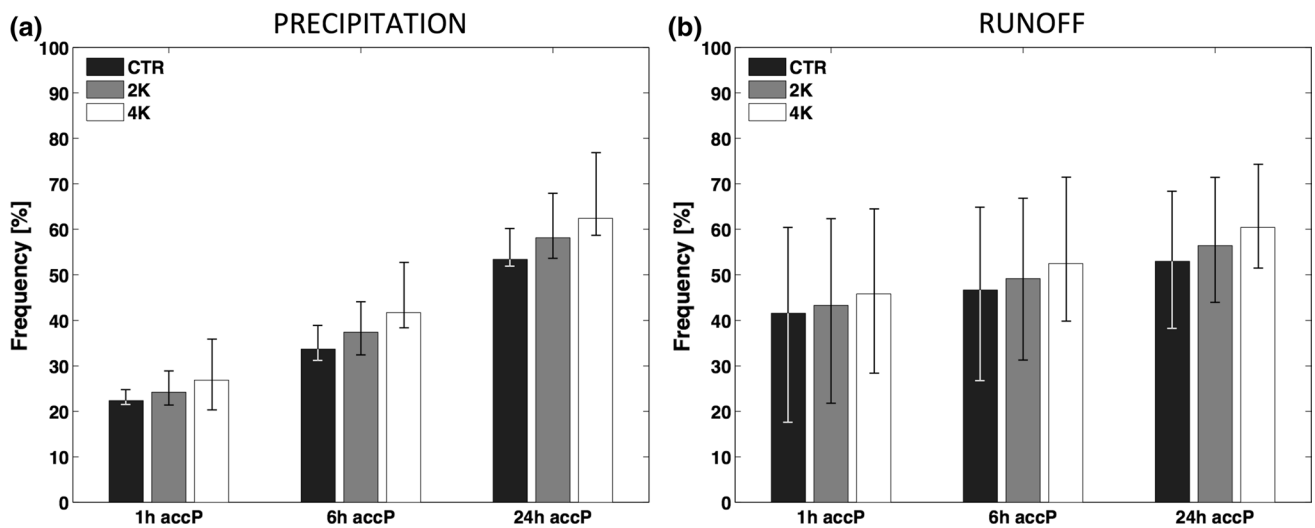 (a) PRECIPITATION
Frequency [%]
100
90
80
70
60
50
40
30
20
10
0
CTR
2K
4K
1h accP 6h accP 24h accP
(b) RUNOFF
Frequency [%]
100
90
80
70
60
50
40
30
20
10
0
CTR
2K
4K
1h accP 6h accP 24h accP